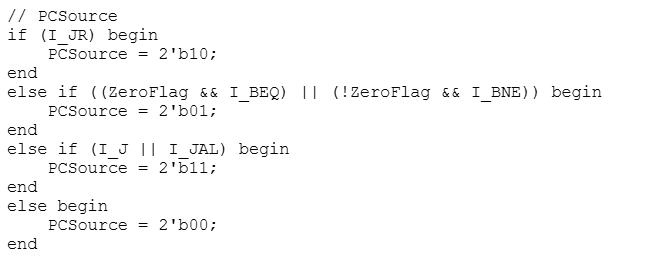 // PCSource
if (I_JR) begin
    PCSource = 2'b10;
end
else if ((ZeroFlag && I_BEQ) || (!ZeroFlag && I_BNE)) begin
    PCSource = 2'b01;
end
else if (I_J || I_JAL) begin
    PCSource = 2'b11;
end
else begin
    PCSource = 2'b00;
end